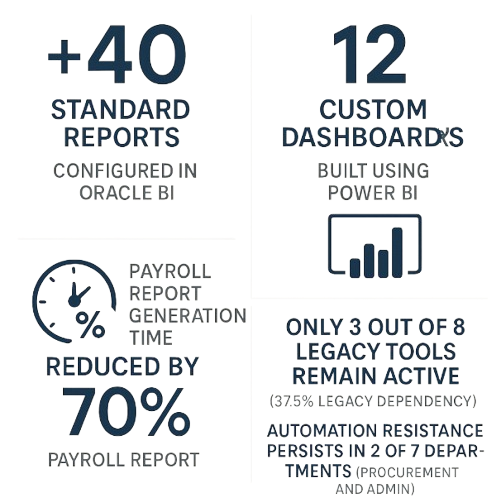 +40
STANDARD
REPORTS
CONFIGURED IN
ORACLE BI
12
CUSTOM
DASHBOARDS
BUILT USING
POWER BI
PAYROLL
REPORT
GENERATION
TIME
%
REDUCED BY
70%
PAYROLL REPORT
ONLY 3 OUT OF 8
LEGACY TOOLS
REMAIN ACTIVE
(37.5% LEGACY DEPENDENCY)
AUTOMATION RESISTANCE
PERSISTS IN 2 OF 7 DEPAR-
TMENTS (PROCUREMENT
AND ADMIN)